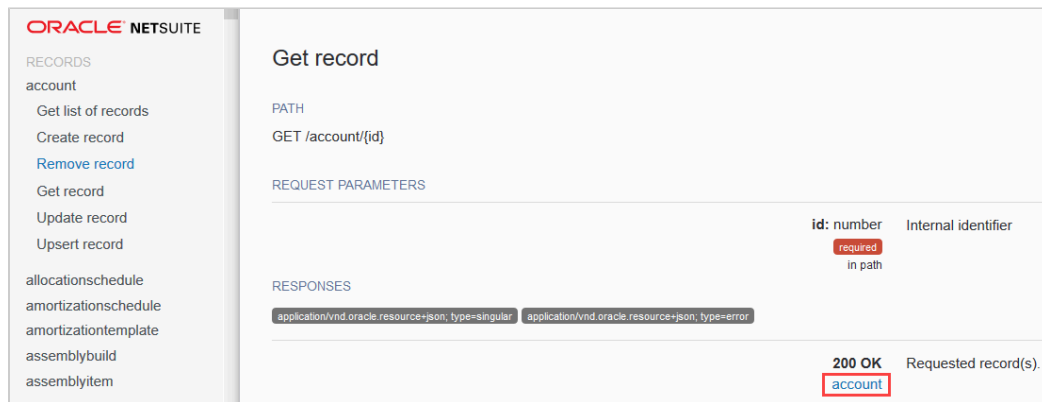 ORACLE NETSUITE
RECORDS
account
Get list of records
Create record
Remove record
Get record
Update record
Upsert record
allocationschedule
amortizationschedule
amortizationtemplate
assemblybuild
assemblyitem
Get record
PATH
GET /account/{id}
REQUEST PARAMETERS
id: number Internal identifier
required
in path
RESPONSES
application/vnd.oracle.resource+json; type=singular application/vnd.oracle.resource+json; type=error
200 OK Requested record(s).
account